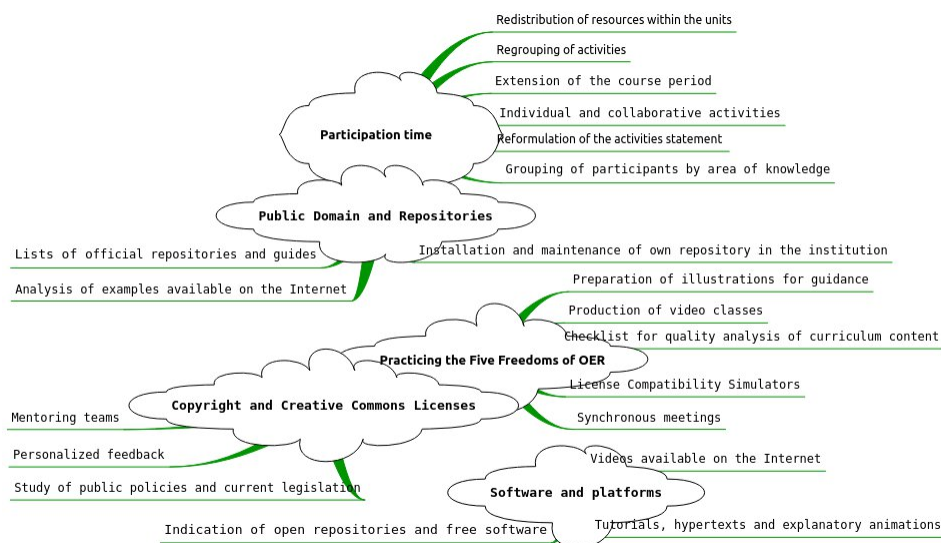 Redistribution of resources within the units
Regrouping of activities
Extension of the course period
Individual and collaborative activities
Participation time
Reformulation of the activities statement
Grouping of participants by area of knowledge
Public Domain and Repositories
Lists of official repositories and guides
Installation and maintenance of own repository in the institution
Analysis of examples available on the Internet
Preparation of illustrations for guidance
Production of video classes
Checklist for quality analysis of curriculum content
Practicing the Five Freedoms of OER
License Compatibility Simulators
Copyright and Creative Commons Licenses
Mentoring teams
Synchronous meetings
Personalized feedback
Videos available on the Internet
Study of public policies and current legislation
Software and platforms
Indication of open repositories and free software
Tutorials, hypertexts and explanatory animations